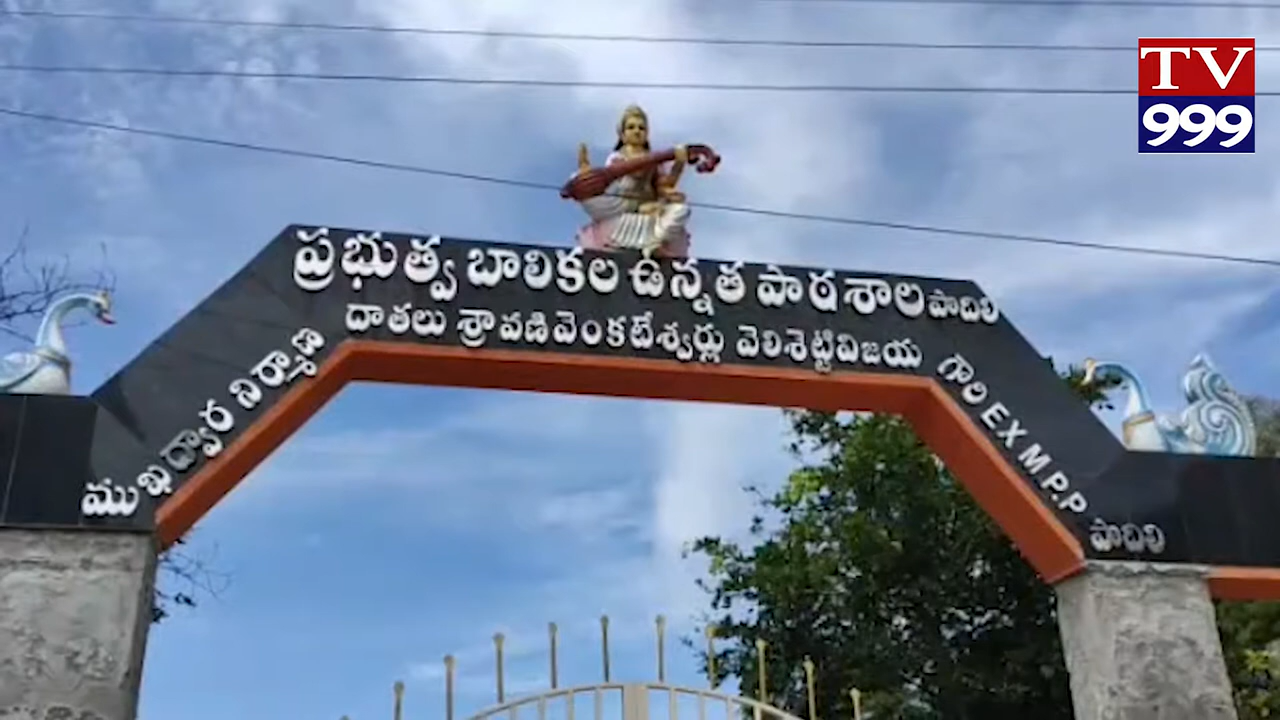 TV
999
ప్రభుత్వ బాలికల ఉన్నత పాఠశాల పొదిలి
ముఖద్వార నిర్మాణ దాతలు శ్రావణి వెంకటేశ్వర్లు వెలిశెట్టి విజయ గారి EX M.P.P పొదిలి